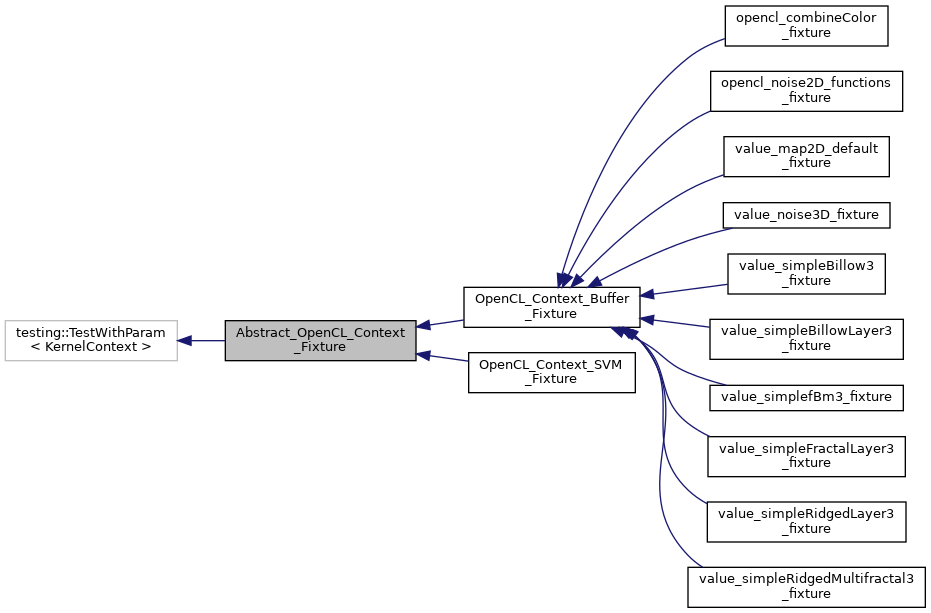 testing::TestWithParam
< KernelContext >
Abstract_OpenCL_Context
_Fixture
OpenCL_Context_Buffer
_Fixture
OpenCL_Context_SVM
_Fixture
opencl_combineColor
_fixture
opencl_noise2D_functions
_fixture
value_map2D_default
_fixture
value_noise3D_fixture
value_simpleBillow3
_fixture
value_simpleBillowLayer3
_fixture
value_simplefBm3_fixture
value_simpleFractalLayer3
_fixture
value_simpleRidgedLayer3
_fixture
value_simpleRidgedMultifractal3
_fixture